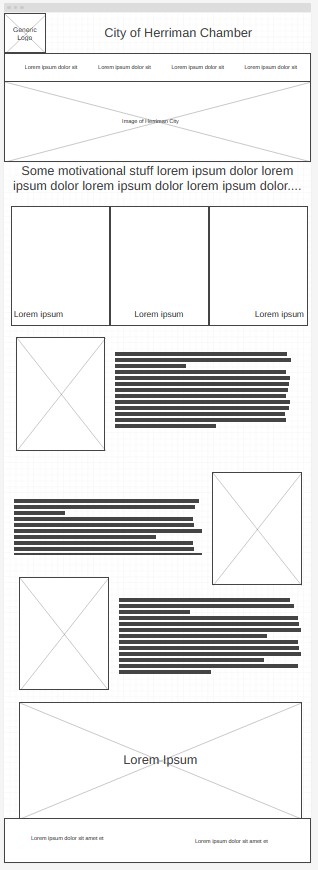 Generic
Logo
City of Herriman Chamber
Lorem ipsum dolor sit
Lorem ipsum dolor sit
Lorem ipsum dolor sit
Lorem ipsum dolor sit
Image of Herriman City
Some motivational stuff lorem ipsum dolor lorem
ipsum dolor lorem ipsum dolor lorem ipsum dolor....
Lorem ipsum
Lorem ipsum
Lorem ipsum
Lorem Ipsum
Lorem ipsum dolor sit amet et
Lorem ipsum dolor sit amet et